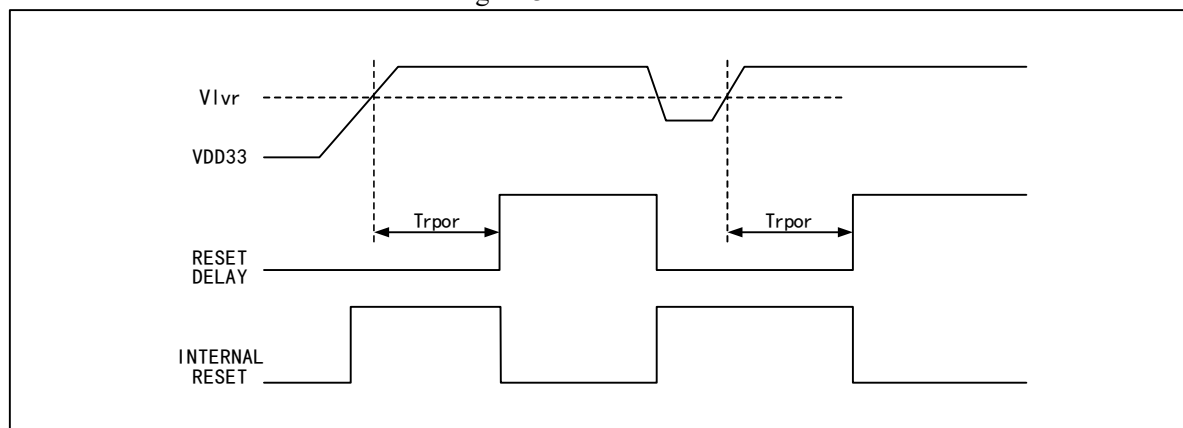 Vlvr
VDD33
Trpor
Trpor
RESET
DELAY
INTERNAL
RESET